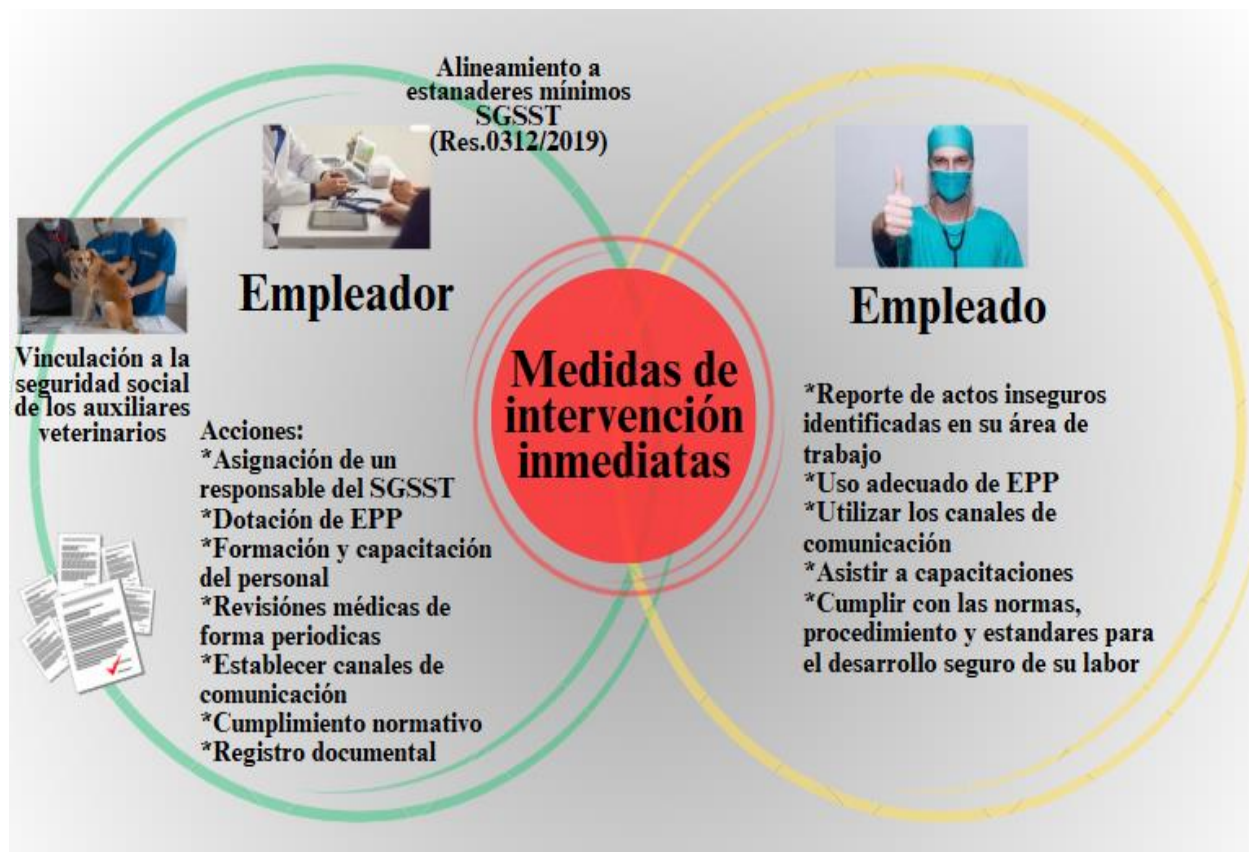 Alineamiento a
estanaderes mínimos
SGSST
(Res.0312/2019)
Empleador
Vinculación a la
seguridad social
de los auxiliares
veterinarios
Acciones:
*Asignación de un
responsable del SGSST
*Dotación de EPP
*Formación y capacitación
del personal
*Revisiónes médicas de
forma periodicas
*Establecer canales de
comunicación
*Cumplimiento normativo
*Registro documental
Medidas de
intervención
inmediatas
Empleado
*Reporte de actos inseguros
identificadas en su área de
trabajo
*Uso adecuado de EPP
*Utilizar los canales de
comunicación
*Asistir a capacitaciones
*Cumplir con las normas,
procedimiento y estandares para
el desarrollo seguro de su labor